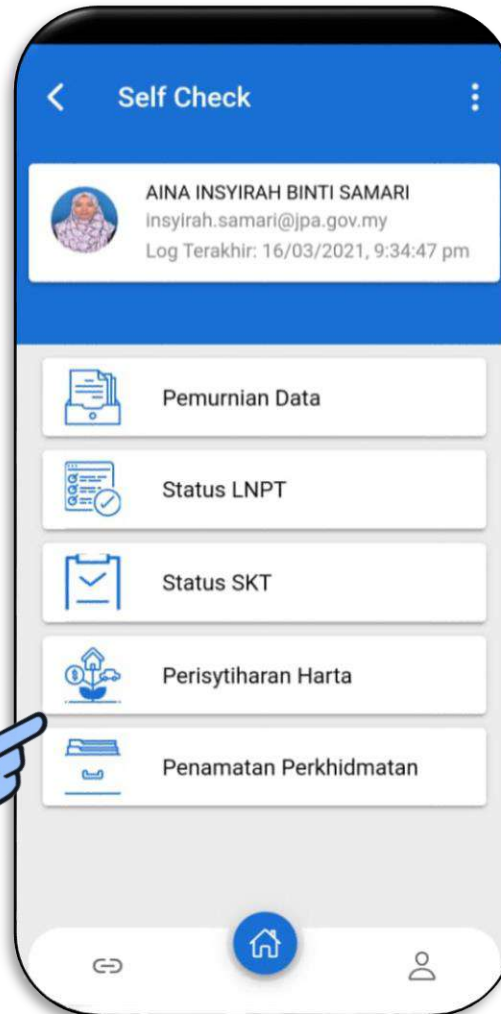 Self Check
AINA INSYIRAH BINTI SAMARI
insyirah.samari@jpa.gov.my
Log Terakhir: 16/03/2021, 9:34:47 pm
Pemurnian Data
Status LNPT
Status SKT
Perisytiharan Harta
Penamatan Perkhidmatan